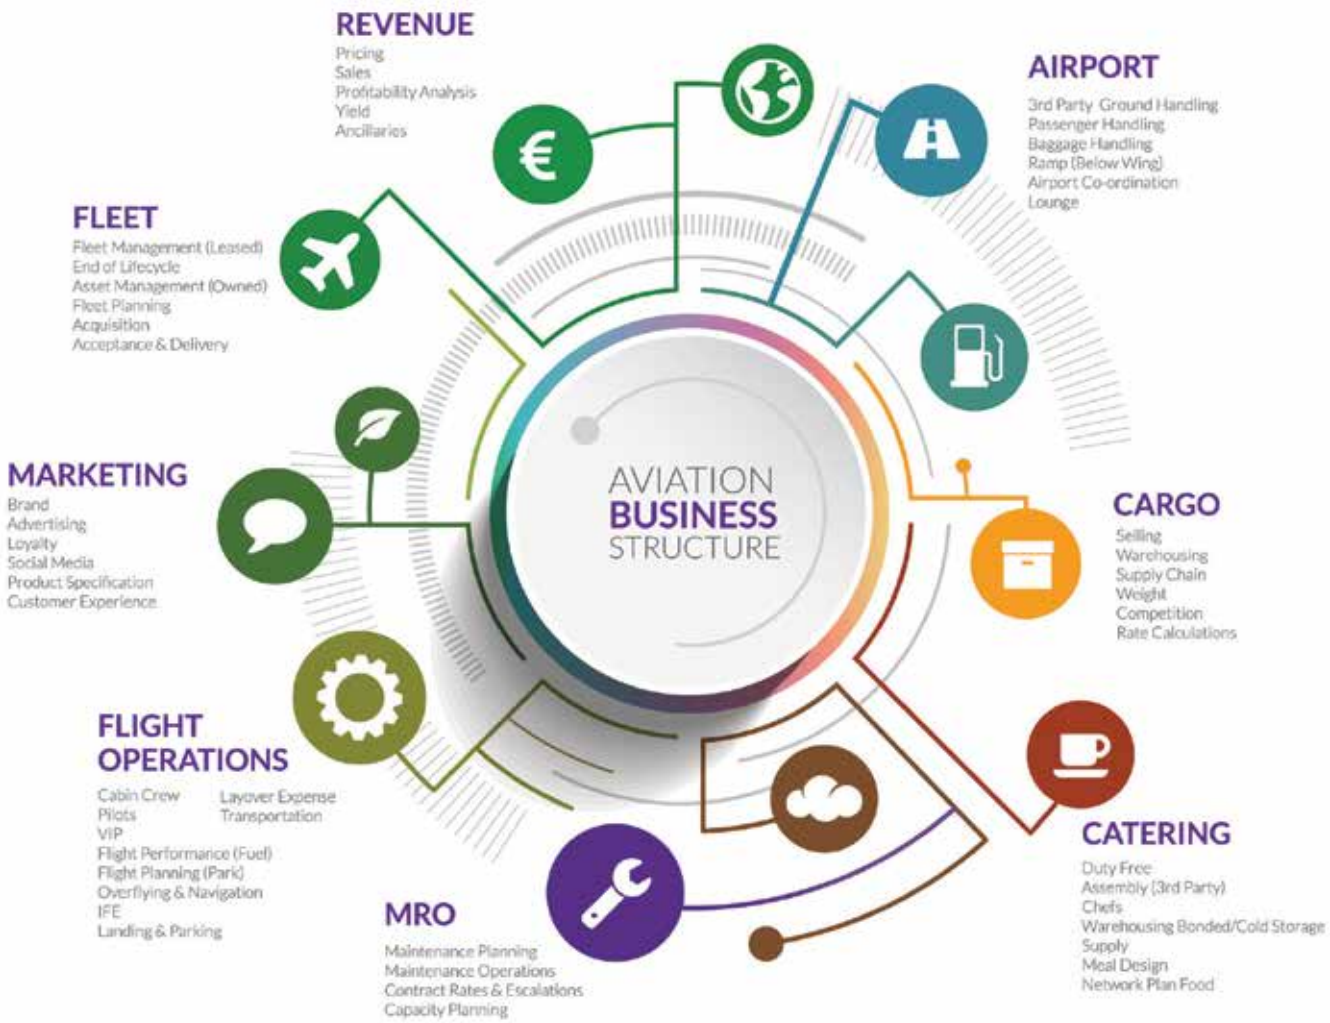 REVENUE
Pricing
Sales
Profitability Analysis
Yield
Ancillaries
€
AIRPORT
3rd Party Ground Handling
Passenger Handling
Baggage Handling
Ramp (Below Wing)
Airport Co-ordination
Lounge
FLEET
Fleet Management (Leased)
End of Lifecycle
Asset Management (Owned)
Fleet Planning
Acquisition
Acceptance & Delivery
MARKETING
Brand
Advertising
Loyalty
Social Media
Product Specification
Customer Experience
AVIATION
BUSINESS
STRUCTURE
CARGO
Selling
Warehousing
Supply Chain
Weight
Competition
Rate Calculations
FLIGHT
OPERATIONS
Cabin Crew
Pilots
VIP
Flight Performance (Fuel)
Flight Planning (Park)
Overflying & Navigation
IFE
Landing & Parking
Layover Expense
Transportation
MRO
Maintenance Planning
Maintenance Operations
Contract Rates & Escalations
Capacity Planning
CATERING
Duty Free
Assembly (3rd Party)
Chefs
Warehousing Bonded/Cold Storage
Supply
Meal Design
Network Plan Food